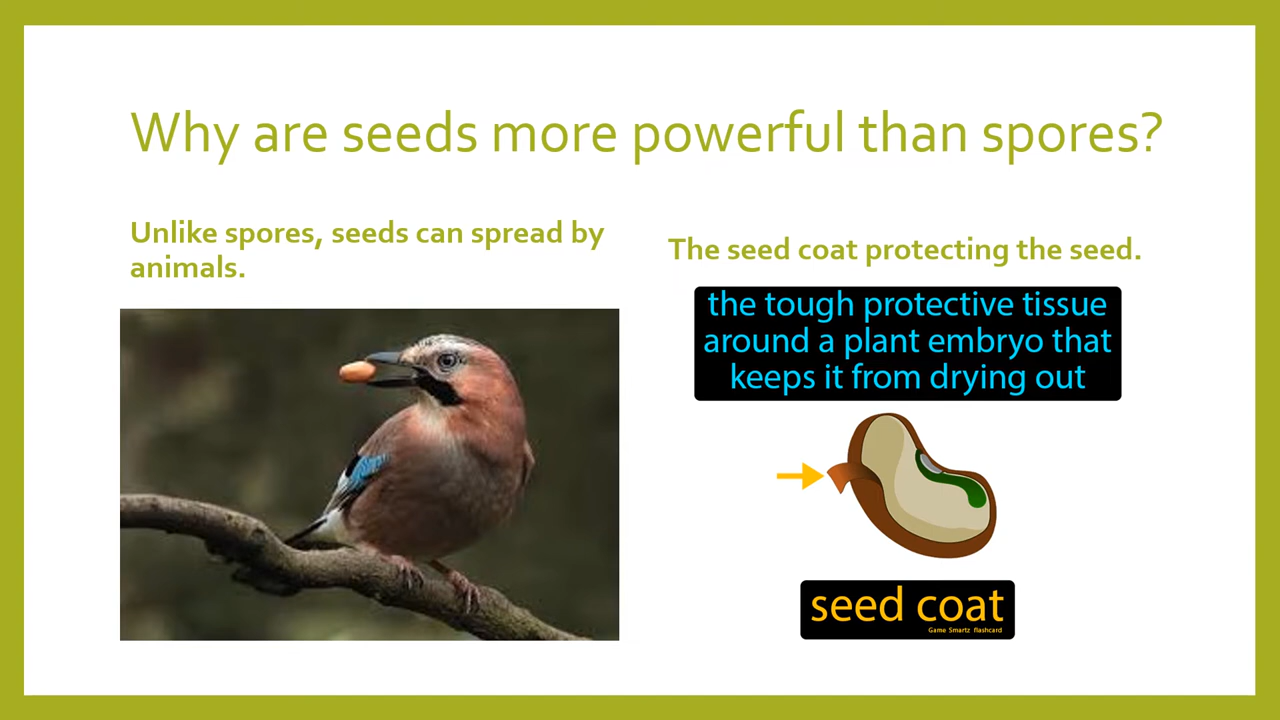 Why are seeds more powerful than spores?
Unlike spores, seeds can spread by
animals.
The seed coat protecting the seed.
the tough protective tissue
around a plant embryo that
keeps it from drying out
seed coat
Game Smartz flashcard